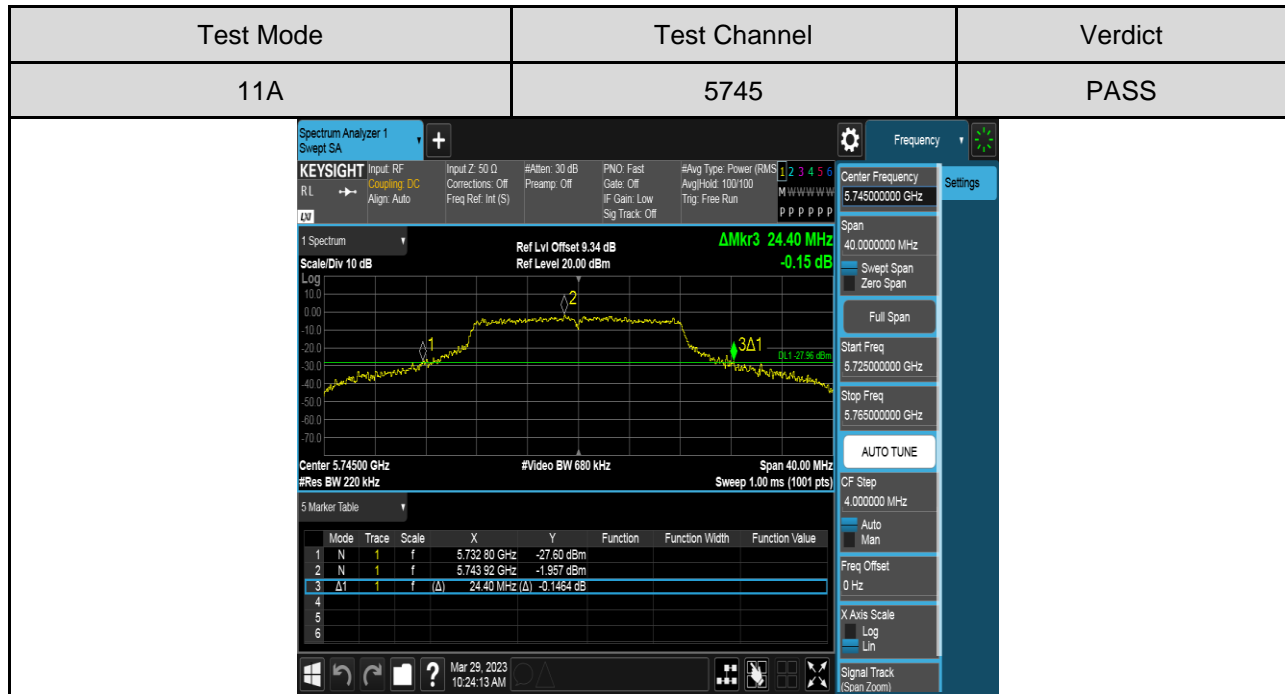 Test Mode Test Channel Verdict
11A 5745 PASS
Spectrum Analyzer 1
Swept SA
+
Frequency
KEYSIGHT Input: RF Input Z: 50 Ω #Atten: 30 dB PNO: Fast #Avg Type: Power (RMS 1 2 3 4 5 6
RL Coupling: DC Corrections: Off Preamp: Off Gate: Off Avg|Hold: 100/100 M W W W W W
Align: Auto Freq Ref: Int (S) IF Gain: Low Trig: Free Run
LXI Sig Track: Off P P P P P P
Center Frequency
5.745000000 GHz
Settings
1 Spectrum
Scale/Div 10 dB
Ref Lvl Offset 9.34 dB
Ref Level 20.00 dBm
ΔMkr3 24.40 MHz
-0.15 dB
Log
10.0
0.00
-10.0
-20.0
-30.0
-40.0
-50.0
-60.0
-70.0
2
1
3Δ1
DL1 -27.96 dBm
Center 5.74500 GHz #Video BW 680 kHz Span 40.00 MHz
#Res BW 220 kHz Sweep 1.00 ms (1001 pts)
5 Marker Table
Mode Trace Scale X Y Function Function Width Function Value
1 N 1 f 5.732 80 GHz -27.60 dBm
2 N 1 f 5.743 92 GHz -1.957 dBm
3 Δ1 1 f (Δ) 24.40 MHz (Δ) -0.1464 dB
4
5
6
Span
40.0000000 MHz
Swept Span
Zero Span
Full Span
Start Freq
5.725000000 GHz
Stop Freq
5.765000000 GHz
AUTO TUNE
CF Step
4.000000 MHz
Auto
Man
Freq Offset
0 Hz
X Axis Scale
Log
Lin
Signal Track
(Span Zoom)
?
Mar 29, 2023
10:24:13 AM